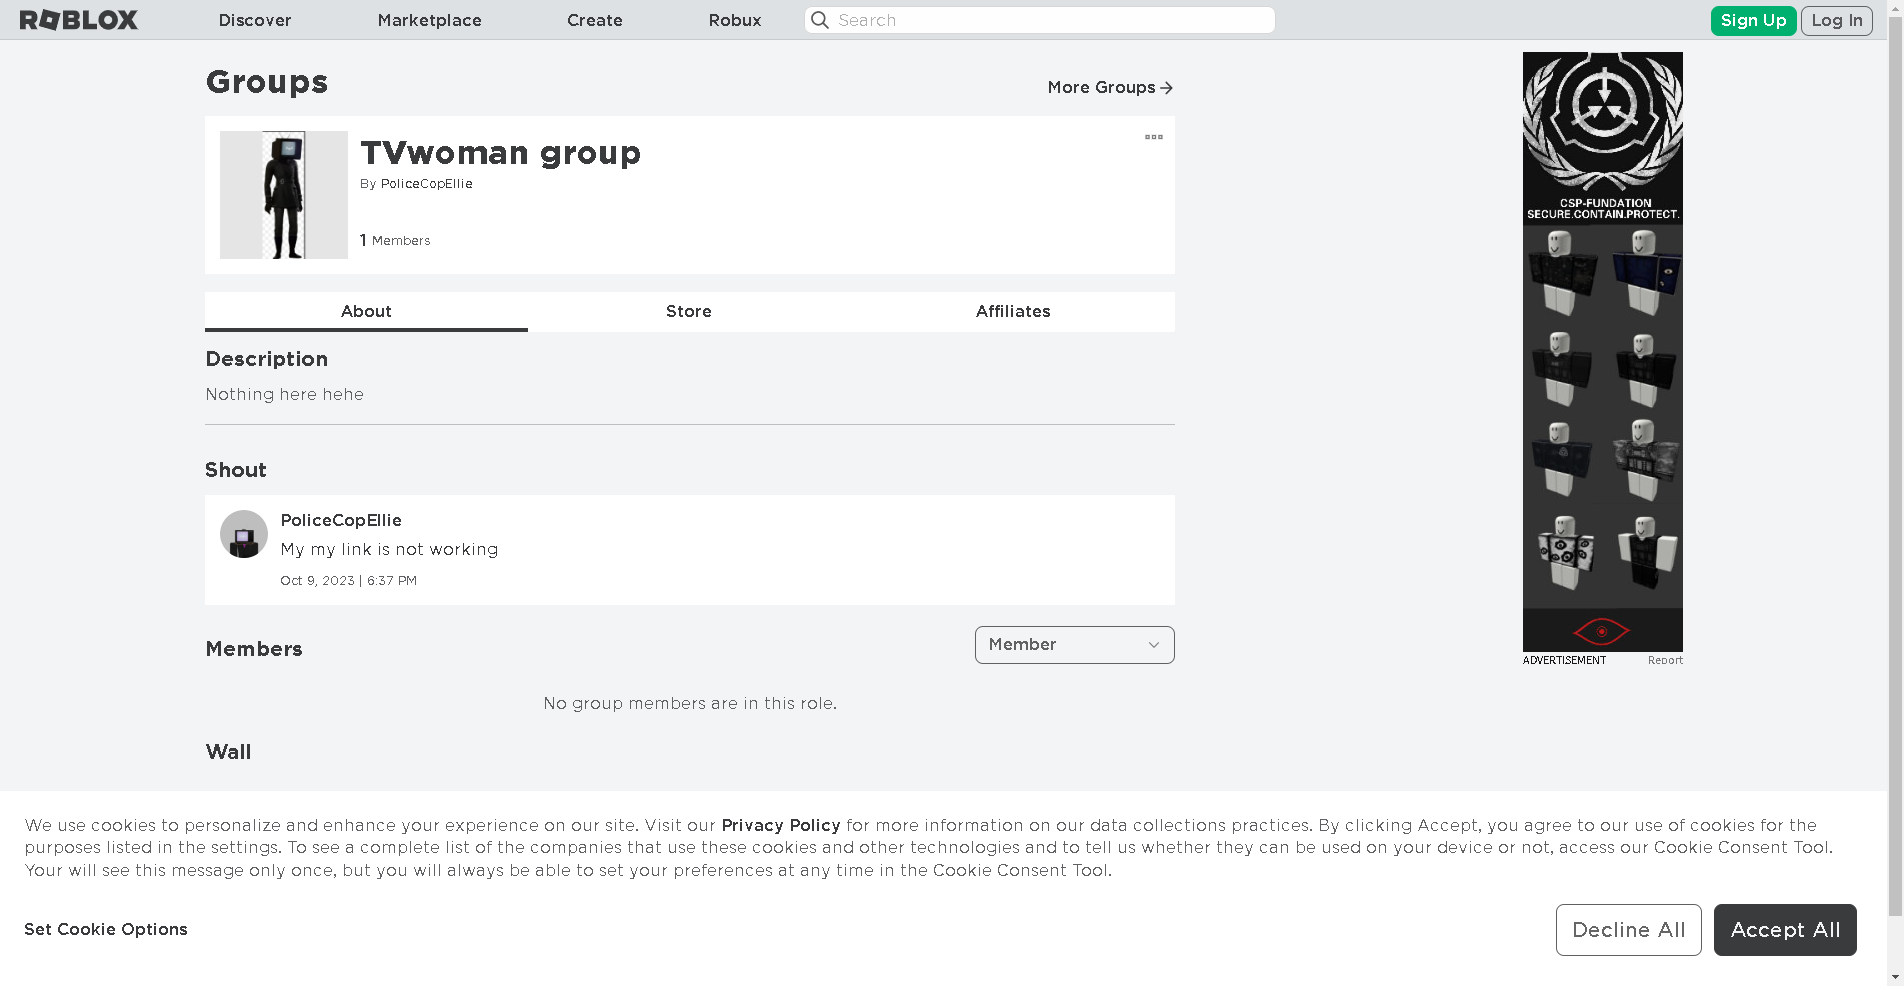 ROBLOX
Discover
Marketplace
Create
Robux
Search
Sign Up
Log In
Groups
More Groups
TVwoman group
By PoliceCopEllie
1 Members
About
Store
Affiliates
Description
Nothing here hehe
Shout
PoliceCopEllie
My my link is not working
Oct 9, 2023 | 6:37 PM
Members
Member
No group members are in this role.
Wall
CSP-FUNDATION
SECURE.CONTAIN.PROTECT.
ADVERTISEMENT
Report
We use cookies to personalize and enhance your experience on our site. Visit our Privacy Policy for more information on our data collections practices. By clicking Accept, you agree to our use of cookies for the
purposes listed in the settings. To see a complete list of the companies that use these cookies and other technologies and to tell us whether they can be used on your device or not, access our Cookie Consent Tool.
Your will see this message only once, but you will always be able to set your preferences at any time in the Cookie Consent Tool.
Set Cookie Options
Decline All
Accept All